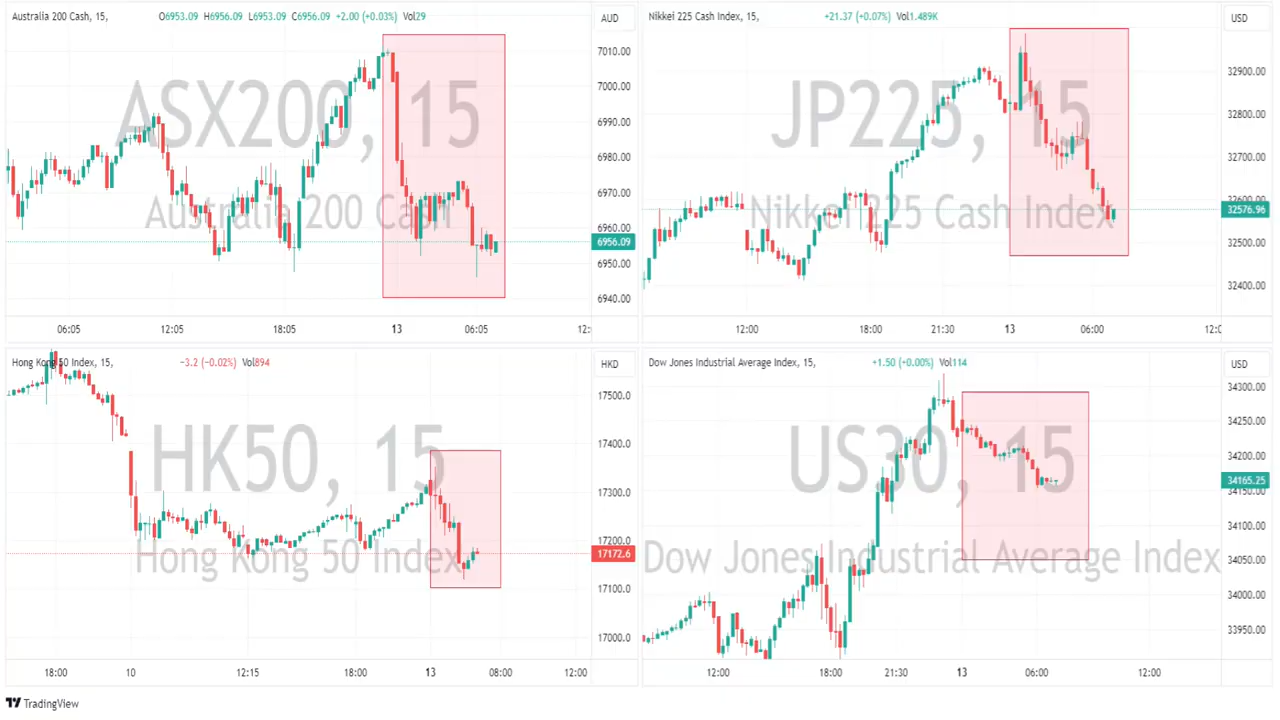 Australia 200 Cash, 15, O6953.09 H6956.09 L6953.09 C6956.09 +2.00 (+0.03%) Vol29
AUD
7010.00
7000.00
6990.00
6980.00
6970.00
6960.00
6956.09
6950.00
6940.00
ASX200, 15
Australia 200 Cash
06:05 12:05 18:05 13 06:05 12:
Nikkei 225 Cash Index, 15, +21.37 (+0.07%) Vol1.489K
USD
32900.00
32800.00
32700.00
32600.00
32576.96
32500.00
32400.00
JP225, 15
Nikkei 225 Cash Index
12:00 18:00 21:30 13 06:00 12:0
Hong Kong 50 Index, 15, −3.2 (−0.02%) Vol894
HKD
17500.0
17400.0
17300.0
17200.0
17172.6
17100.0
17000.0
HK50, 15
Hong Kong 50 Index
18:00 10 12:15 18:00 13 08:00 12:00
Dow Jones Industrial Average Index, 15, +1.50 (+0.00%) Vol114
USD
34300.00
34250.00
34200.00
34165.25
34150.00
34100.00
34050.00
34000.00
33950.00
US30, 15
Dow Jones Industrial Average Index
12:00 18:00 21:30 13 06:00 12:00
TradingView